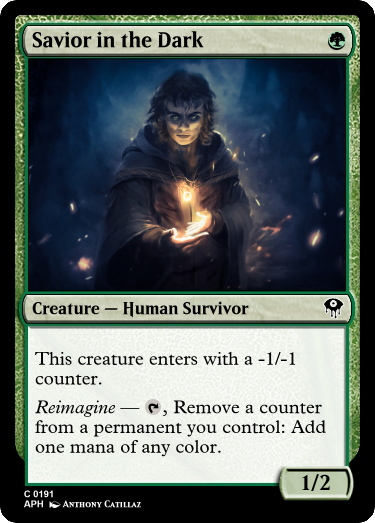 Savior in the Dark
Creature — Human Survivor
This creature enters with a -1/-1
counter.
Reimagine — , Remove a counter
from a permanent you control: Add
one mana of any color.
1/2
C 0191
APH Anthony Catillaz